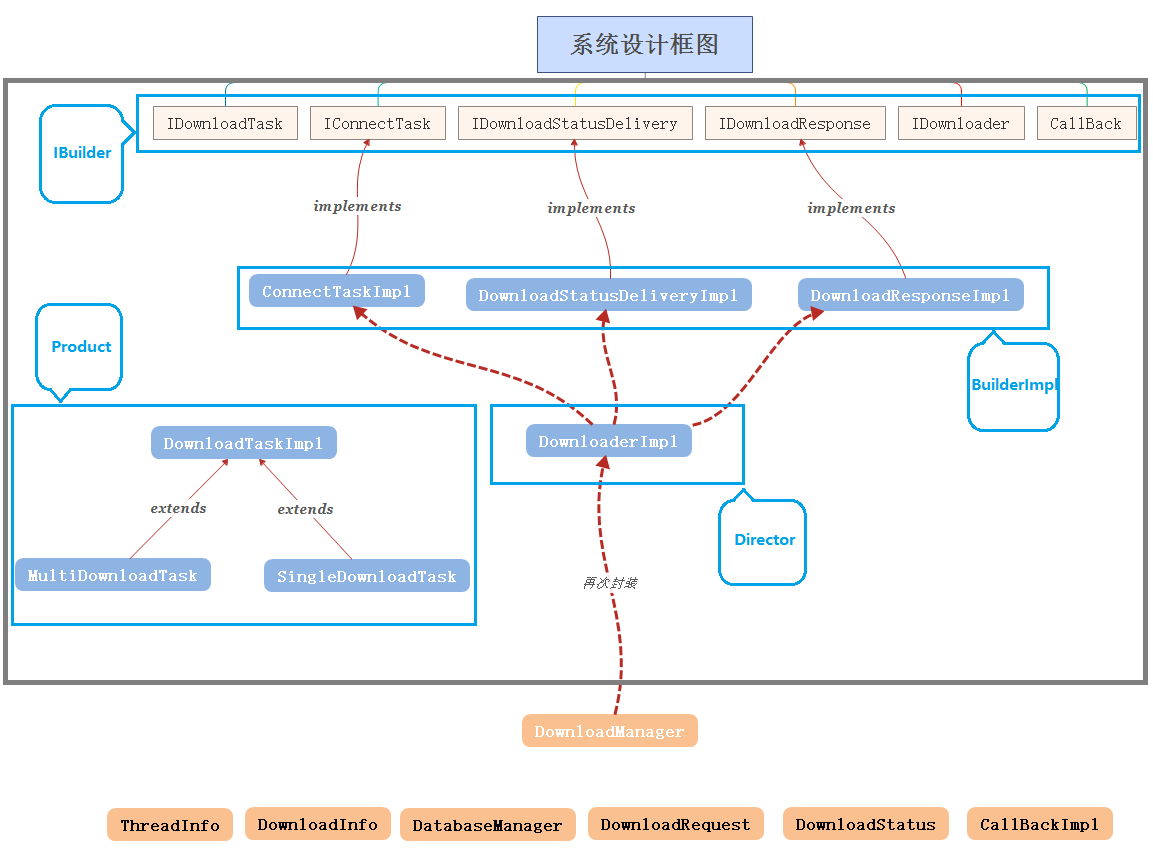 系统设计框图
IDownloadTask
IConnectTask
IDownloadStatusDelivery
IDownloadResponse
IDownloader
CallBack
IBuilder
implements
implements
implements
ConnectTaskImpl
DownloadStatusDeliveryImpl
DownloadResponseImpl
Product
BuilderImpl
DownloadTaskImpl
DownloaderImpl
extends
extends
Director
MultiDownloadTask
SingleDownloadTask
再次封装
DownloadManager
ThreadInfo
DownloadInfo
DatabaseManager
DownloadRequest
DownloadStatus
CallBackImpl